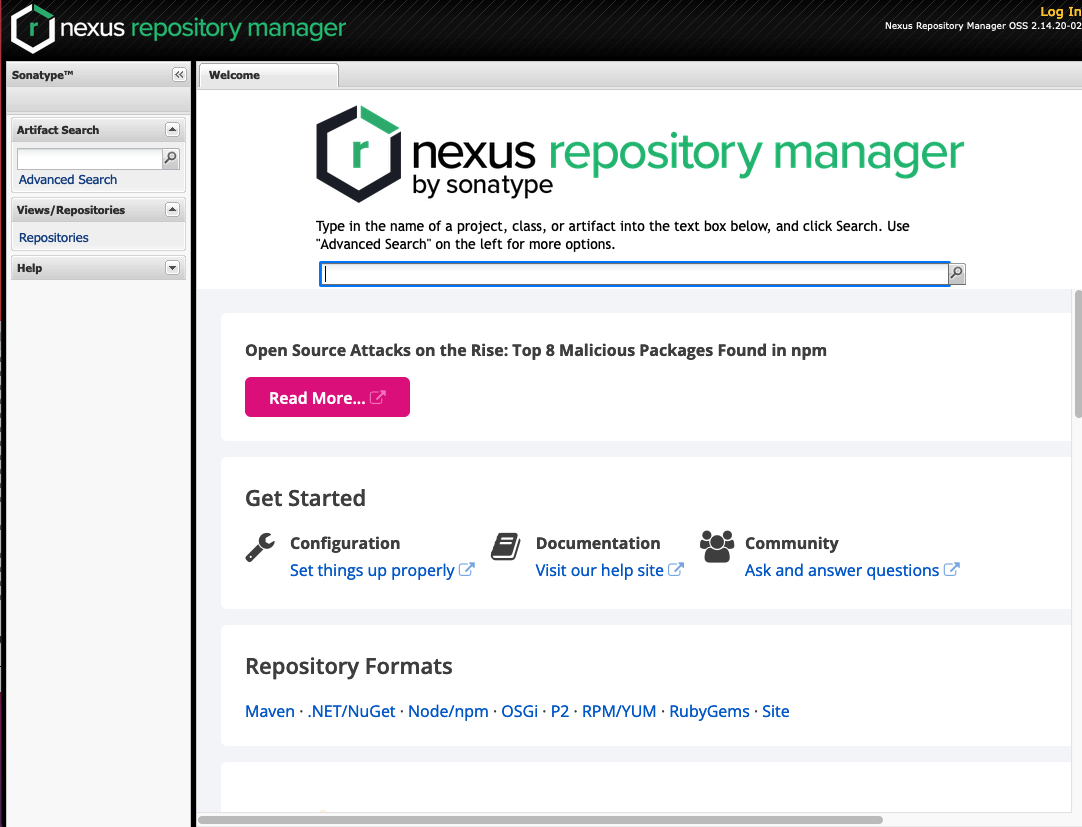 r nexus repository manager
Log In
Nexus Repository Manager OSS 2.14.20-02
Sonatype™
Welcome
Artifact Search
Advanced Search
Views/Repositories
Repositories
Help
r nexus repository manager
by sonatype
Type in the name of a project, class, or artifact into the text box below, and click Search. Use
"Advanced Search" on the left for more options.
Open Source Attacks on the Rise: Top 8 Malicious Packages Found in npm
Read More...
Get Started
Configuration
Set things up properly
Documentation
Visit our help site
Community
Ask and answer questions
Repository Formats
Maven · .NET/NuGet · Node/npm · OSGi · P2 · RPM/YUM · RubyGems · Site